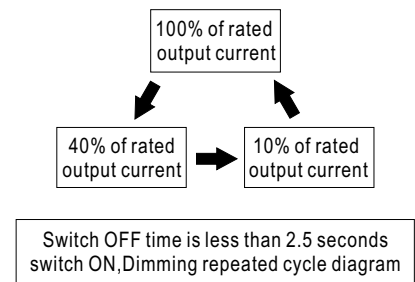 100% of rated
output current
40% of rated
output current
10% of rated
output current
Switch OFF time is less than 2.5 seconds
switch ON,Dimming repeated cycle diagram